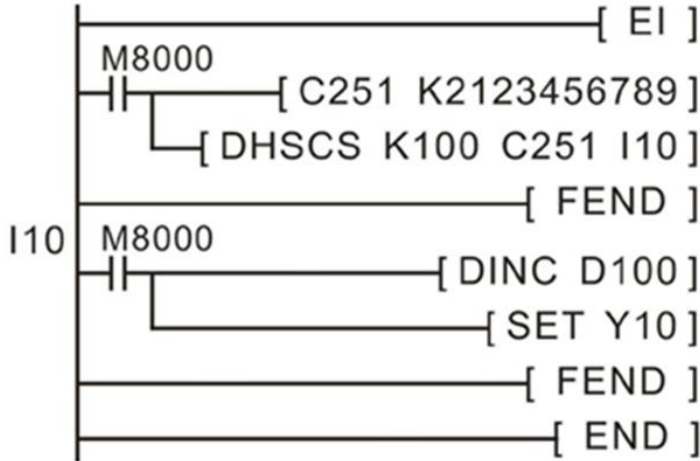 [ EI ]
M8000
[ C251 K2123456789 ]
[ DHSCS K100 C251 I10 ]
[ FEND ]
I10 M8000
[ DINC D100 ]
[ SET Y10 ]
[ FEND ]
[ END ]